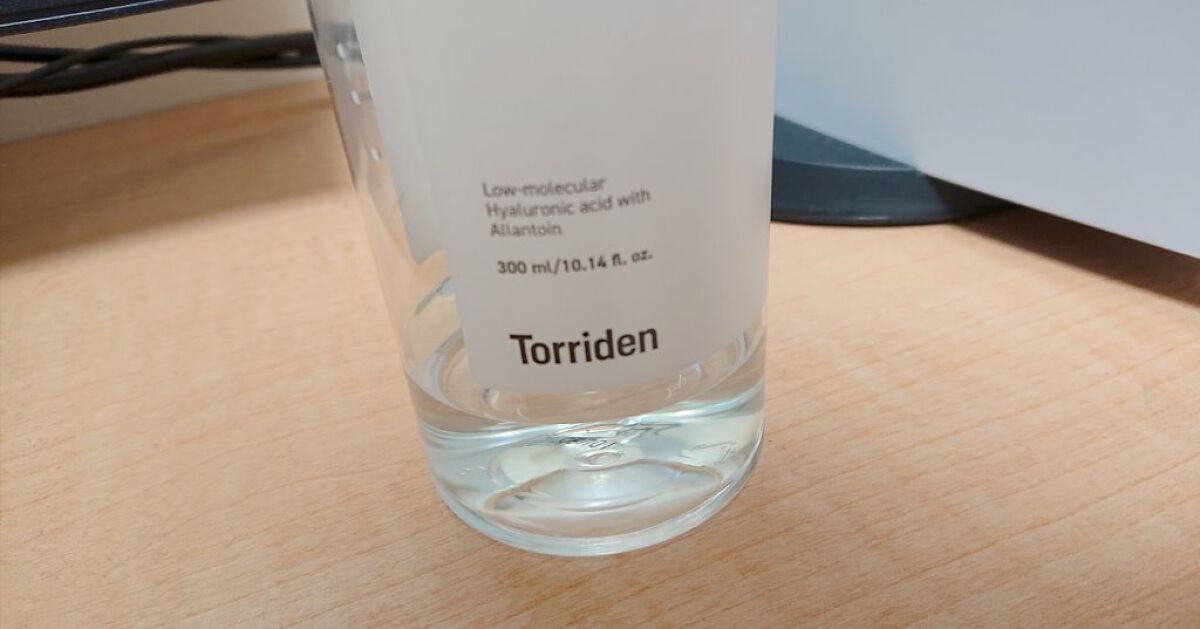 Low-molecular
Hyaluronic acid with
Allantoin
300 ml/10.14 fl. oz.
Torriden